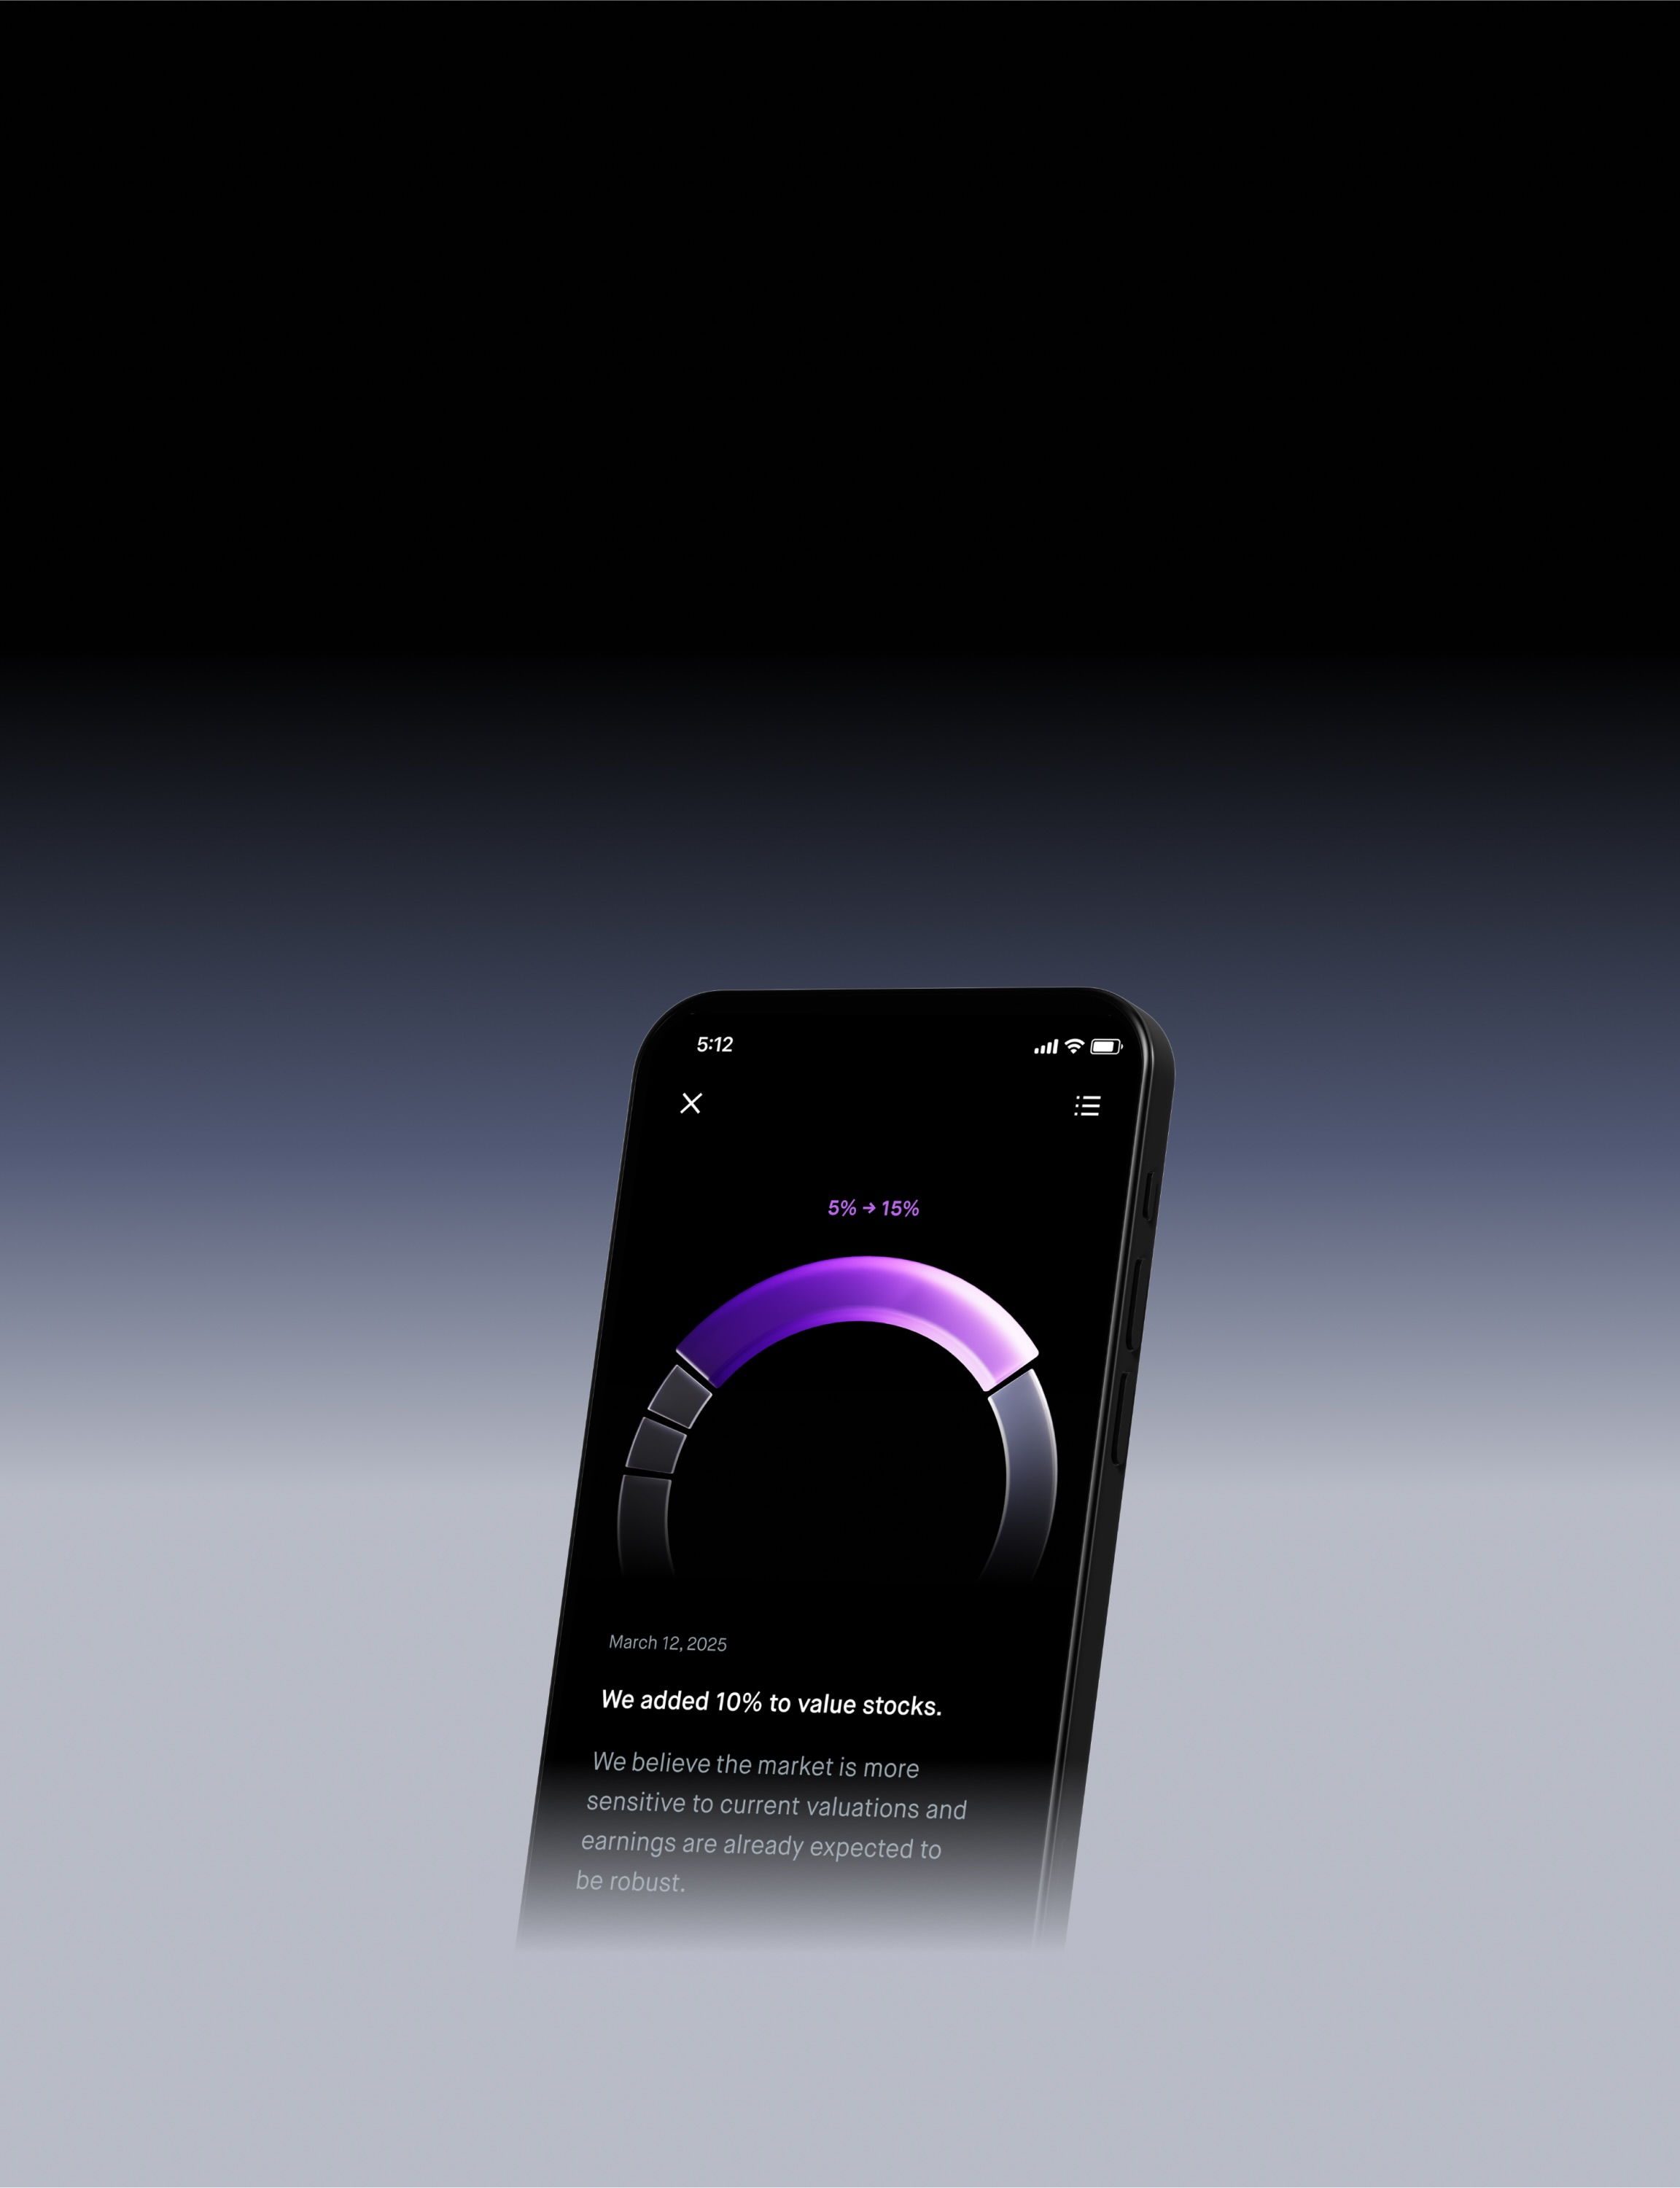 5:12
5% → 15%
March 12, 2025
We added 10% to value stocks.
We believe the market is more
sensitive to current valuations and
earnings are already expected to
be robust.